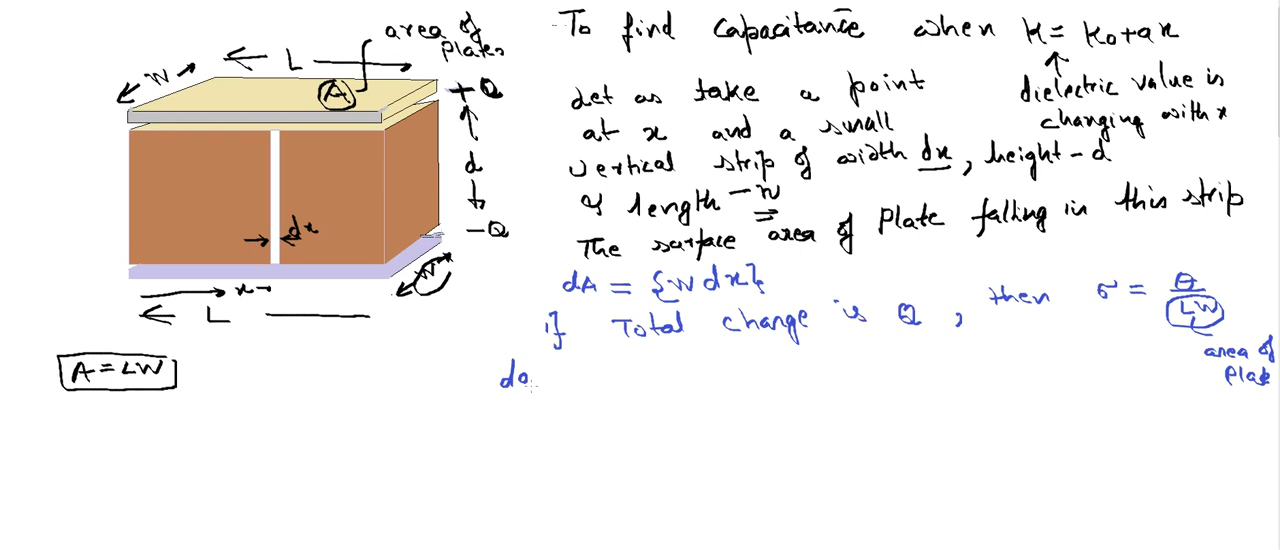 To find capacitance when K = K0+ax
area of
plates
L
W
A
+Q
Let us take a point
dielectric value is
at x and a small
changing with x
vertical strip of width dx, height-d
d
& length - w
-Q
dx
The surface area of plate falling in this strip
W
dA = {w dx}
x
L
if Total charge is Q, then σ = Q/LW
area of
plate
A = LW
dq